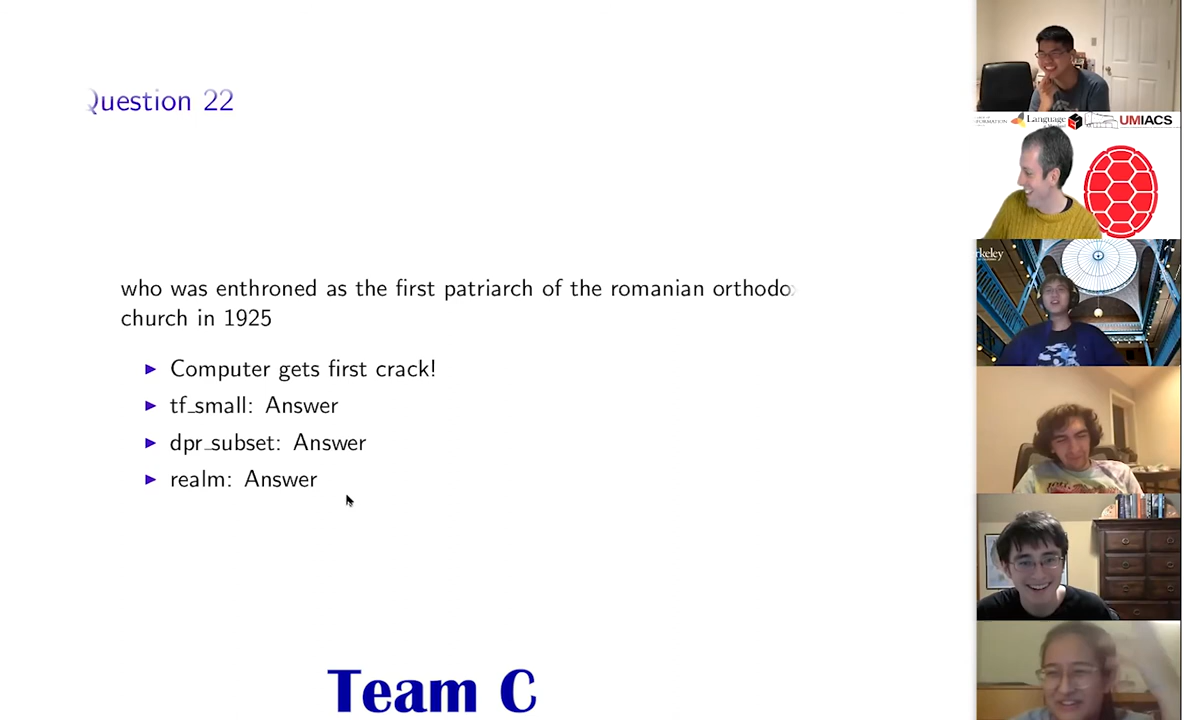 Question 22
who was enthroned as the first patriarch of the romanian orthodox
church in 1925
Computer gets first crack!
tf_small: Answer
dpr_subset: Answer
realm: Answer
Team C
Language
UMIACS
rkeley